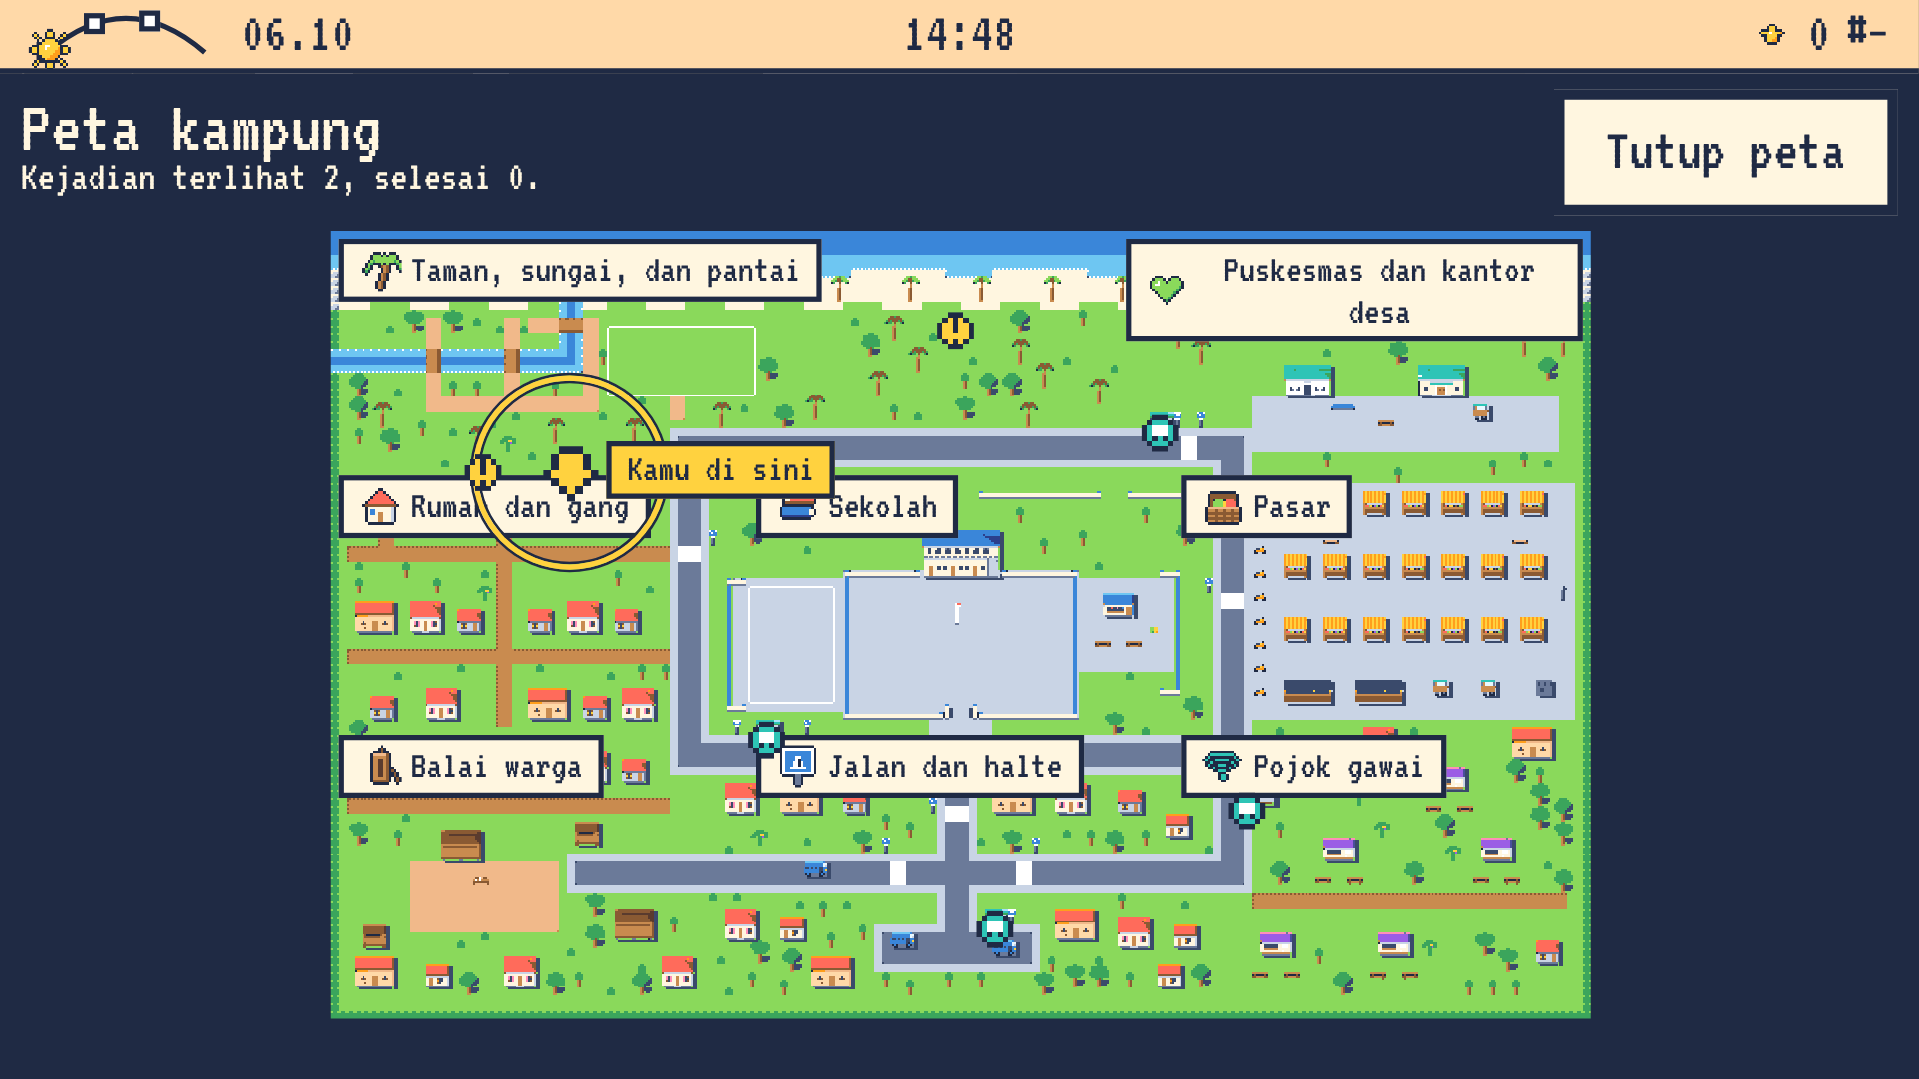 06.10
14:48
0 #-
Peta kampung
Kejadian terlihat 2, selesai 0.
Tutup peta
Taman, sungai, dan pantai
Puskesmas dan kantor
desa
Kamu di sini
Rumah dan gang
Sekolah
Pasar
Balai warga
Jalan dan halte
Pojok gawai